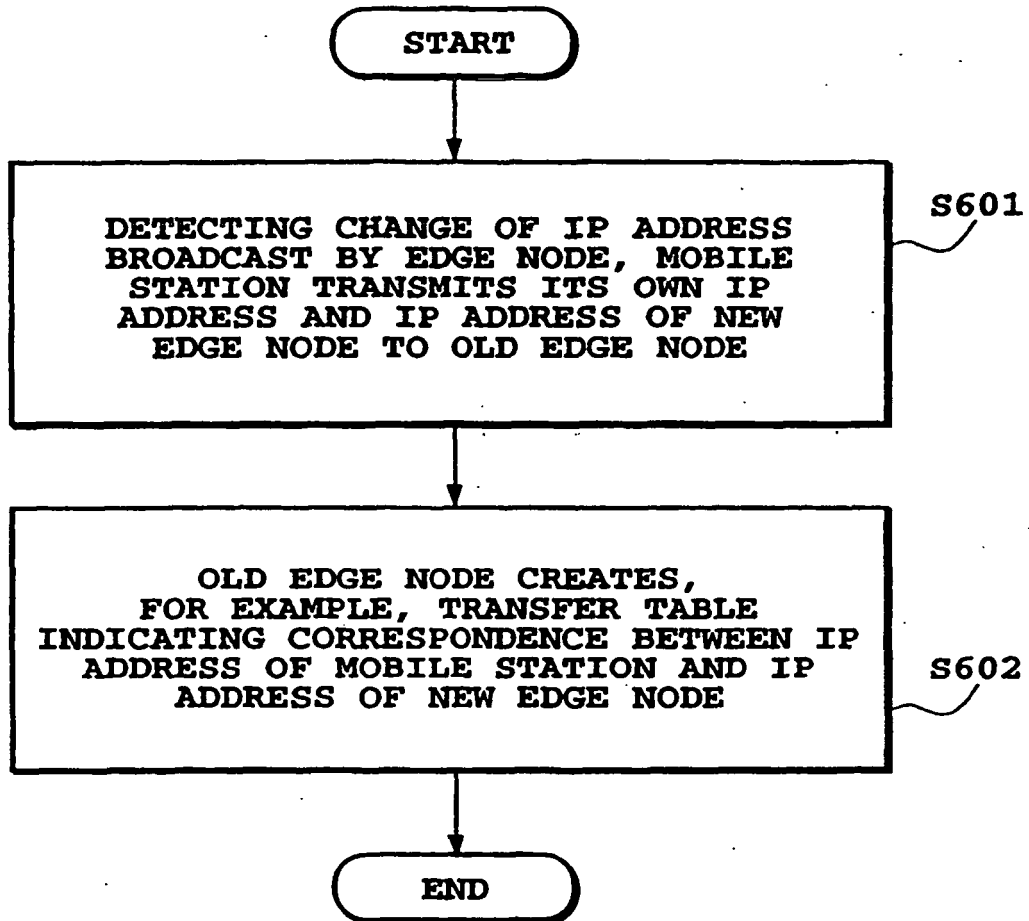 START
DETECTING CHANGE OF IP ADDRESS
BROADCAST BY EDGE NODE, MOBILE
STATION TRANSMITS ITS OWN IP
ADDRESS AND IP ADDRESS OF NEW
EDGE NODE TO OLD EDGE NODE
S601
OLD EDGE NODE CREATES,
FOR EXAMPLE, TRANSFER TABLE
INDICATING CORRESPONDENCE BETWEEN IP
ADDRESS OF MOBILE STATION AND IP
ADDRESS OF NEW EDGE NODE
S602
END